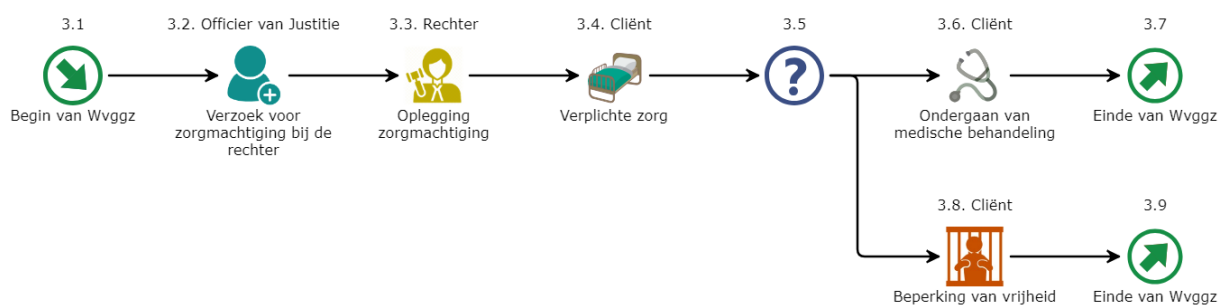 3.1
3.2. Officier van Justitie
3.3. Rechter
3.4. Cliënt
3.5
3.6. Cliënt
3.7
?
Begin van Wvggz
Verzoek voor
zorgmachtiging bij de
rechter
Oplegging
zorgmachtiging
Verplichte zorg
Ondergaan van
medische behandeling
Einde van Wvggz
3.8. Cliënt
3.9
Beperking van vrijheid
Einde van Wvggz